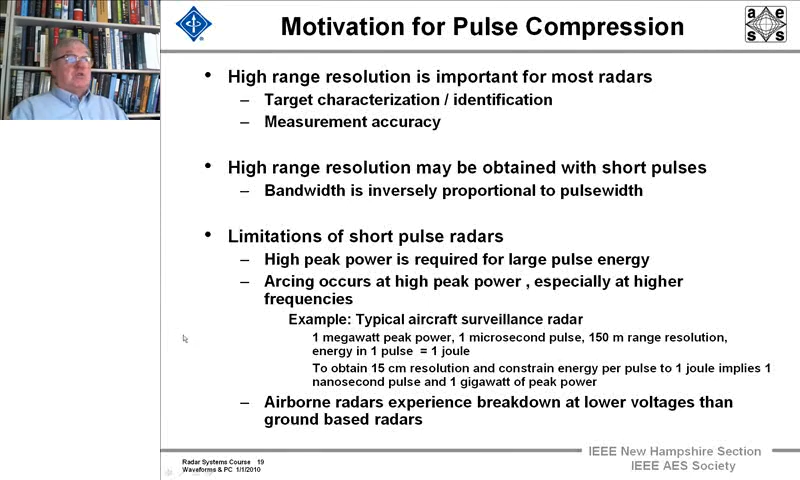 Motivation for Pulse Compression
a e
s s
• High range resolution is important for most radars
– Target characterization / identification
– Measurement accuracy
• High range resolution may be obtained with short pulses
– Bandwidth is inversely proportional to pulsewidth
• Limitations of short pulse radars
– High peak power is required for large pulse energy
– Arcing occurs at high peak power , especially at higher
frequencies
Example: Typical aircraft surveillance radar
1 megawatt peak power, 1 microsecond pulse, 150 m range resolution,
energy in 1 pulse = 1 joule
To obtain 15 cm resolution and constrain energy per pulse to 1 joule implies 1
nanosecond pulse and 1 gigawatt of peak power
– Airborne radars experience breakdown at lower voltages than
ground based radars
Radar Systems Course 19
Waveforms & PC 1/1/2010
IEEE New Hampshire Section
IEEE AES Society